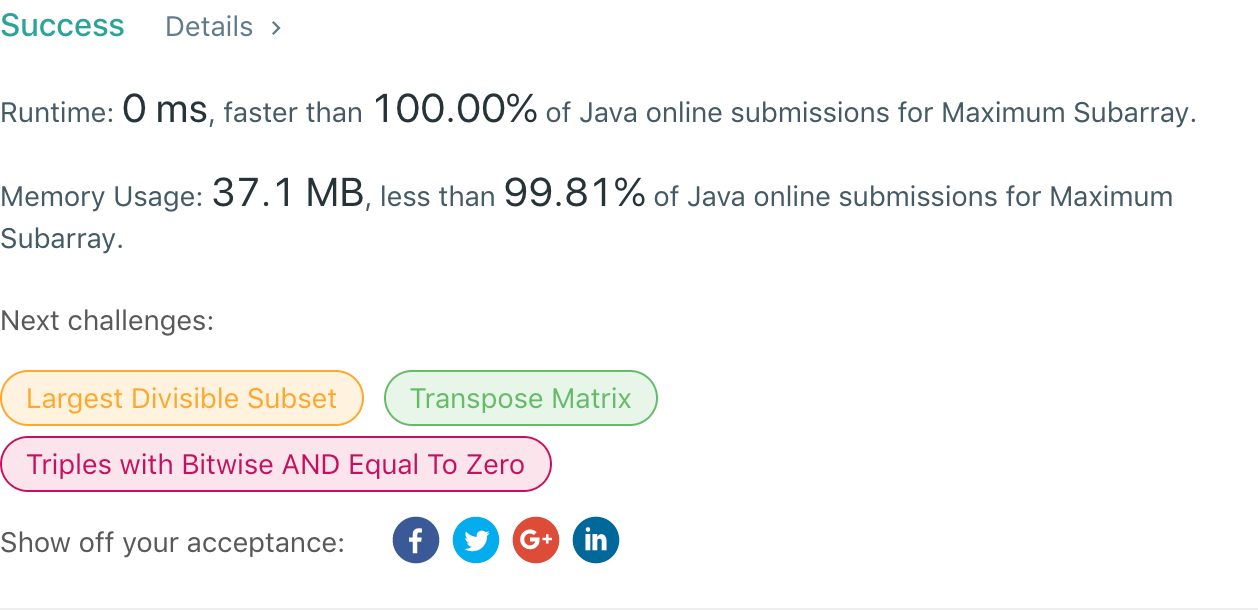 Success Details >
Runtime: 0 ms, faster than 100.00% of Java online submissions for Maximum Subarray.
Memory Usage: 37.1 MB, less than 99.81% of Java online submissions for Maximum
Subarray.
Next challenges:
Largest Divisible Subset Transpose Matrix
Triples with Bitwise AND Equal To Zero
Show off your acceptance: f G+ in